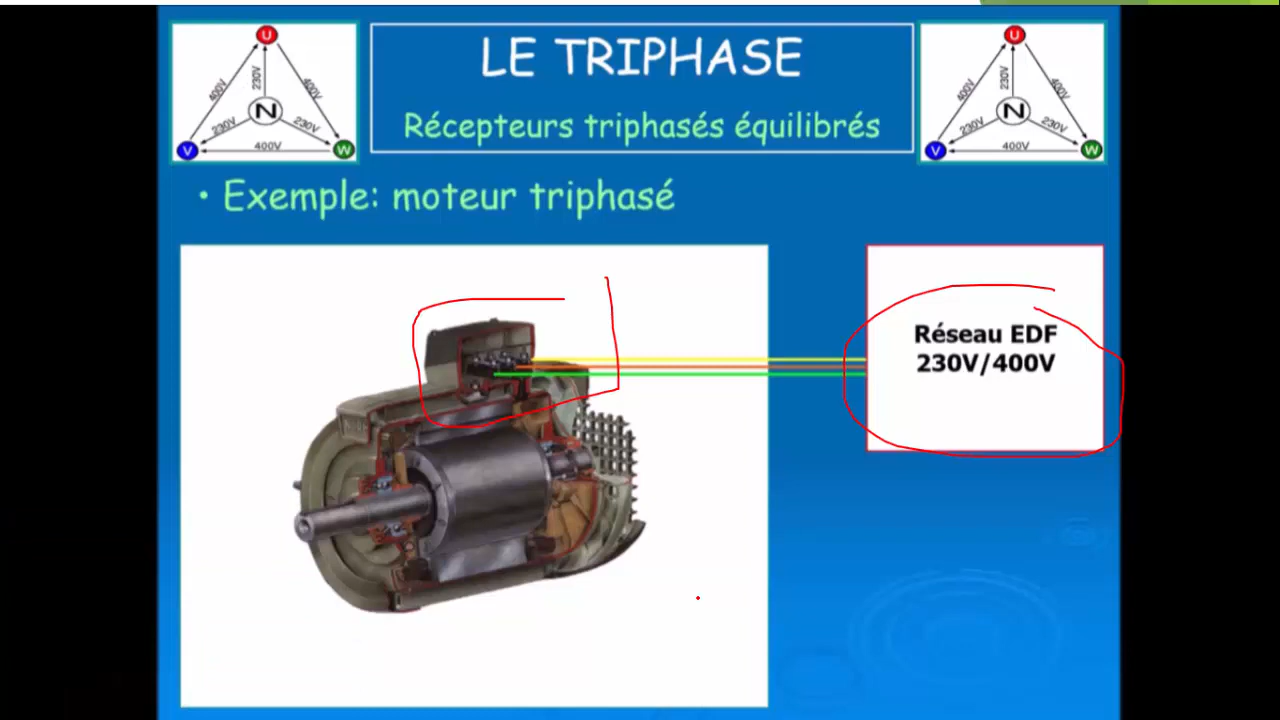 U
230V
400V
400V
N
230V
230V
V
400V
W
LE TRIPHASE
Récepteurs triphasés équilibrés
U
230V
400V
400V
N
230V
230V
V
400V
W
• Exemple: moteur triphasé
Réseau EDF
230V/400V